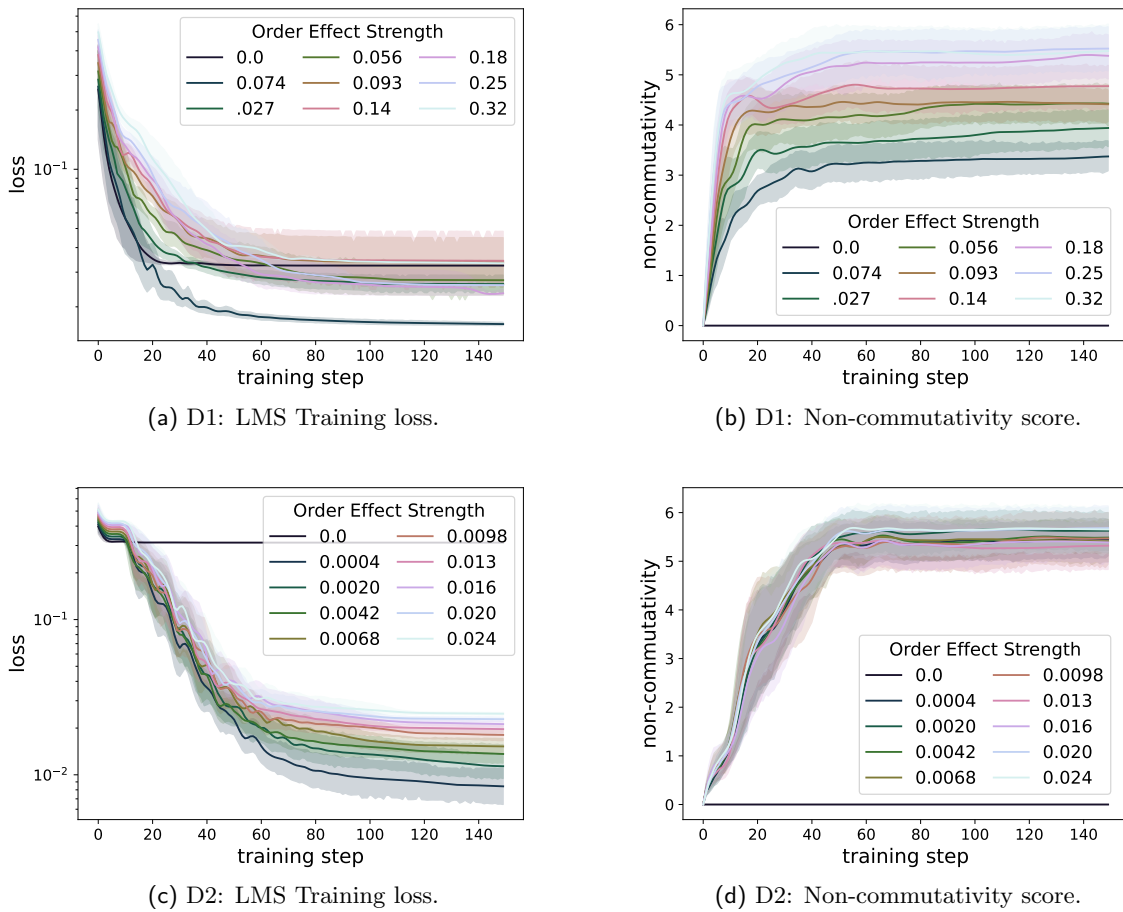 Order Effect Strength
0.0 0.056 0.18
0.074 0.093 0.25
.027 0.14 0.32
loss
10⁻¹
0 20 40 60 80 100 120 140
training step
(a) D1: LMS Training loss.
6
5
4
3
2
1
0
non-commutativity
Order Effect Strength
0.0 0.056 0.18
0.074 0.093 0.25
.027 0.14 0.32
0 20 40 60 80 100 120 140
training step
(b) D1: Non-commutativity score.
Order Effect Strength
0.0 0.0098
0.0004 0.013
0.0020 0.016
0.0042 0.020
0.0068 0.024
loss
10⁻¹
10⁻²
0 20 40 60 80 100 120 140
training step
(c) D2: LMS Training loss.
6
5
4
3
2
1
0
non-commutativity
Order Effect Strength
0.0 0.0098
0.0004 0.013
0.0020 0.016
0.0042 0.020
0.0068 0.024
0 20 40 60 80 100 120 140
training step
(d) D2: Non-commutativity score.